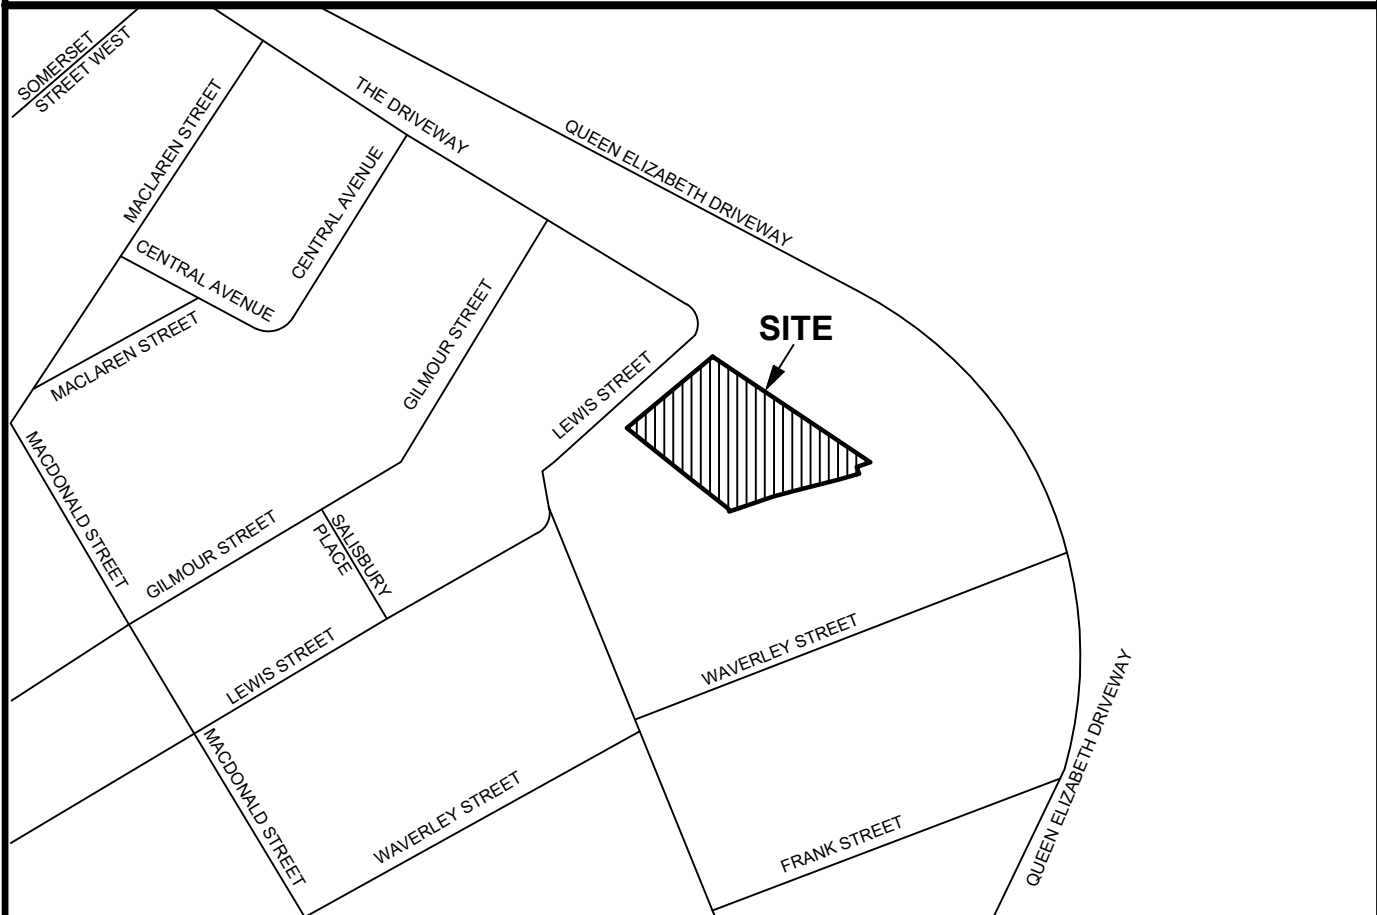 SOMERSET
STREET WEST
MACLAREN STREET
THE DRIVEWAY
QUEEN ELIZABETH DRIVEWAY
CENTRAL AVENUE
CENTRAL AVENUE
MACLAREN STREET
GILMOUR STREET
SITE
LEWIS STREET
MACDONALD STREET
GILMOUR STREET
SALISBURY
PLACE
LEWIS STREET
WAVERLEY STREET
MACDONALD STREET
WAVERLEY STREET
FRANK STREET
QUEEN ELIZABETH DRIVEWAY